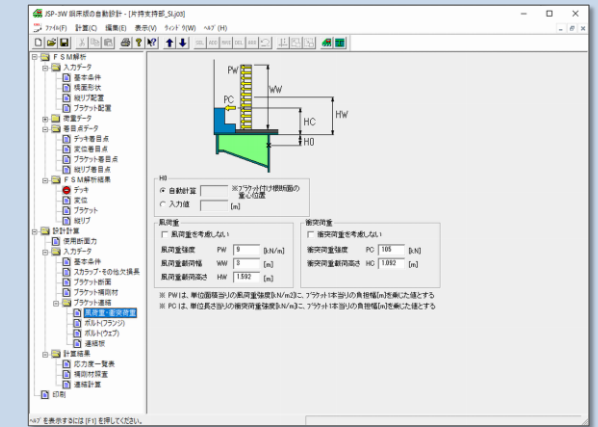 JSP-3W 鋼床版の自動設計 - [片持支持部_SI.j03]
ファイル(F) 計算(C) 編集(E) 表示(V) ウィンドウ(W) ヘルプ(H)
FSM解析
入力データ
基本条件
構面形状
縦リブ配置
ブラケット配置
荷重データ
着目点データ
デッキ着目点
変位着目点
ブラケット着目点
縦リブ着目点
FSM解析結果
デッキ
変位
ブラケット
縦リブ
設計計算
使用断面力
入力データ
基本条件
スカラップ・その他欠損長
ブラケット断面
ブラケット補剛材
ブラケット連結
風荷重・衝突荷重
ボルト(フランジ)
ボルト(ウェブ)
連結板
計算結果
応力度一覧表
補剛材照査
連結計算
印刷
PW
WW
PC
HC
HW
H0
H0
自動計算 ※ブラケット付け根断面の重心位置
入力値 [m]
風荷重
風荷重を考慮しない
風荷重強度 PW 9 [kN/m]
風荷重載荷幅 WW 3 [m]
風荷重載荷高さ HW 1.592 [m]
衝突荷重
衝突荷重を考慮しない
衝突荷重強度 PC 105 [kN]
衝突荷重載荷高さ HC 1.092 [m]
※ PWは、単位面積当りの風荷重強度[kN/m2]に、ブラケット1本当りの負担幅[m]を乗じた値とする
※ PCは、単位長さ当りの衝突荷重強度[kN/m]に、ブラケット1本当りの負担幅[m]を乗じた値とする
ヘルプを表示するには [F1] を押してください。